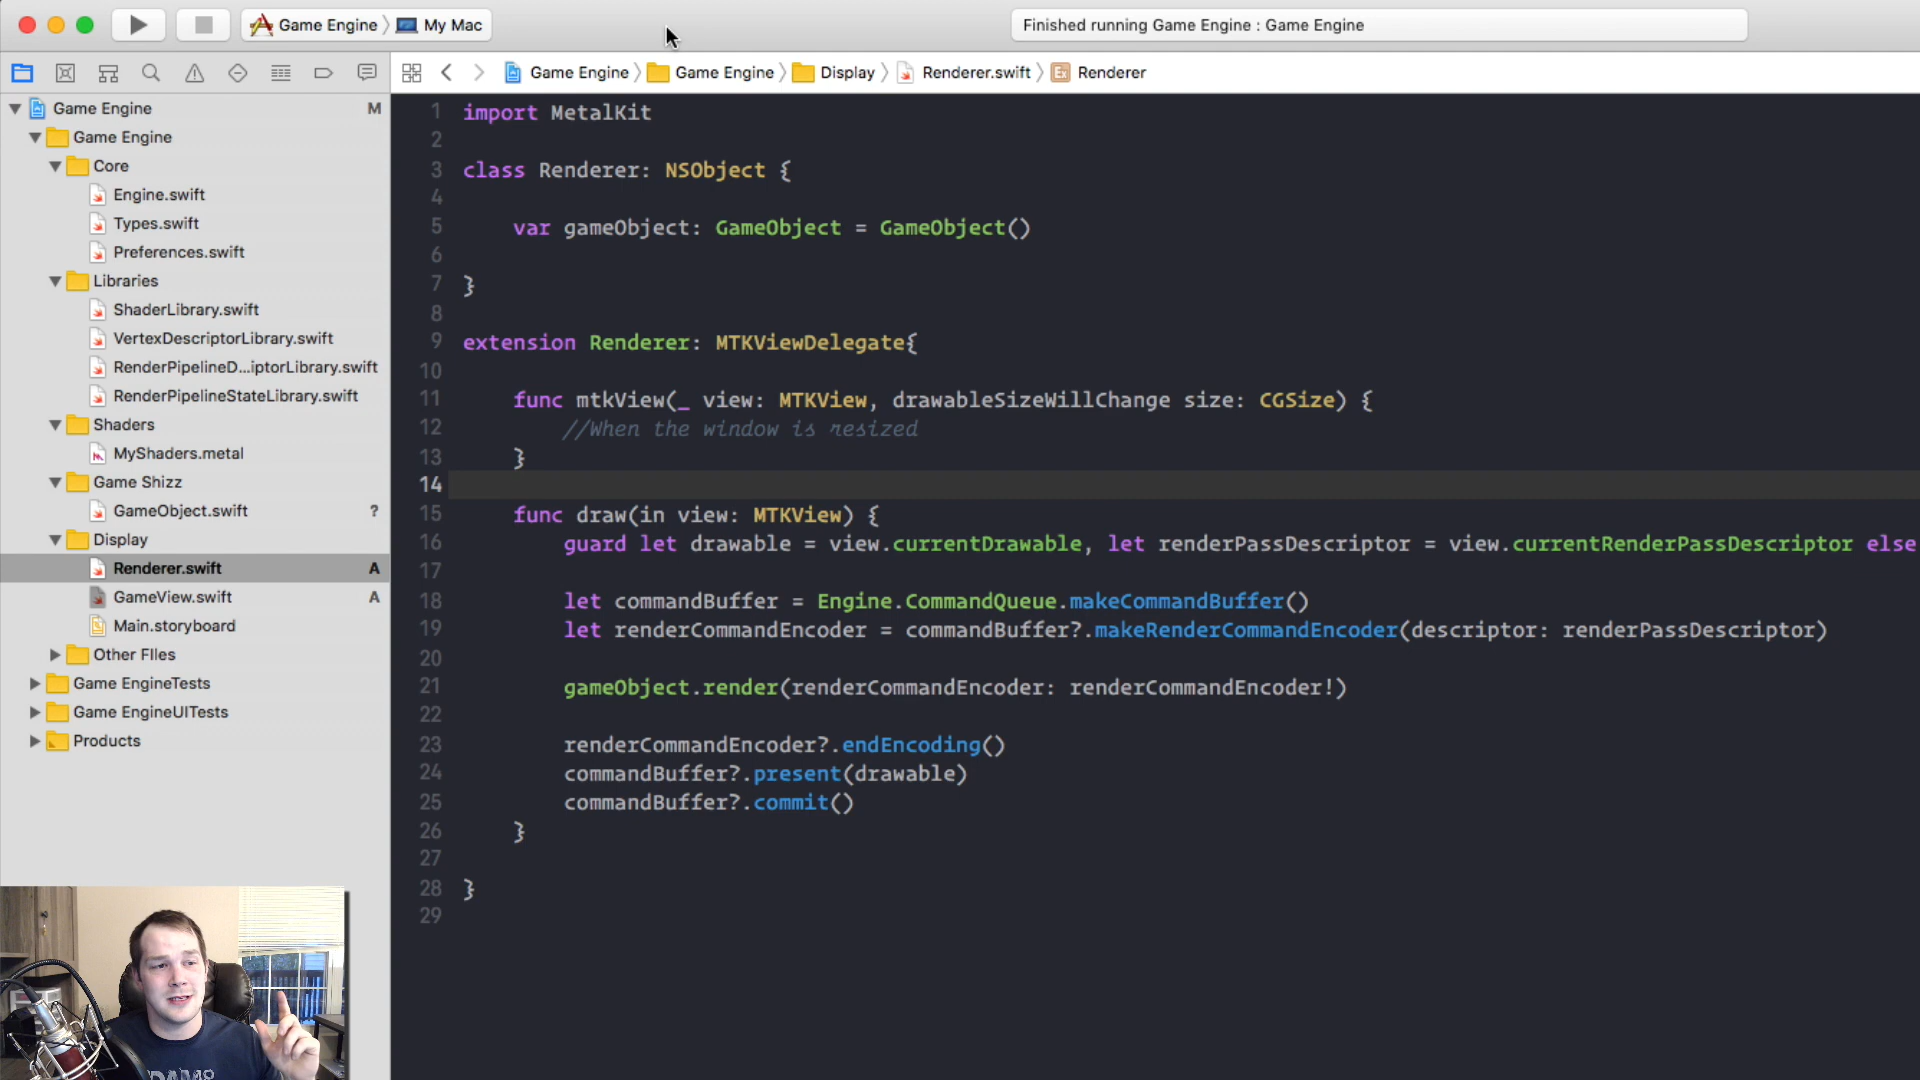 Game Engine My Mac
Finished running Game Engine : Game Engine
Game Engine Game Engine Display Renderer.swift Renderer
Game Engine M
Game Engine
Core
Engine.swift
Types.swift
Preferences.swift
Libraries
ShaderLibrary.swift
VertexDescriptorLibrary.swift
RenderPipelineD...iptorLibrary.swift
RenderPipelineStateLibrary.swift
Shaders
MyShaders.metal
Game Shizz
GameObject.swift ?
Display
Renderer.swift A
GameView.swift A
Main.storyboard
Other FIles
Game EngineTests
Game EngineUITests
Products
1 import MetalKit
2
3 class Renderer: NSObject {
4
5 var gameObject: GameObject = GameObject()
6
7 }
8
9 extension Renderer: MTKViewDelegate{
10
11 func mtkView(_ view: MTKView, drawableSizeWillChange size: CGSize) {
12 //When the window is resized
13 }
14
15 func draw(in view: MTKView) {
16 guard let drawable = view.currentDrawable, let renderPassDescriptor = view.currentRenderPassDescriptor else
17
18 let commandBuffer = Engine.CommandQueue.makeCommandBuffer()
19 let renderCommandEncoder = commandBuffer?.makeRenderCommandEncoder(descriptor: renderPassDescriptor)
20
21 gameObject.render(renderCommandEncoder: renderCommandEncoder!)
22
23 renderCommandEncoder?.endEncoding()
24 commandBuffer?.present(drawable)
25 commandBuffer?.commit()
26 }
27
28 }
29